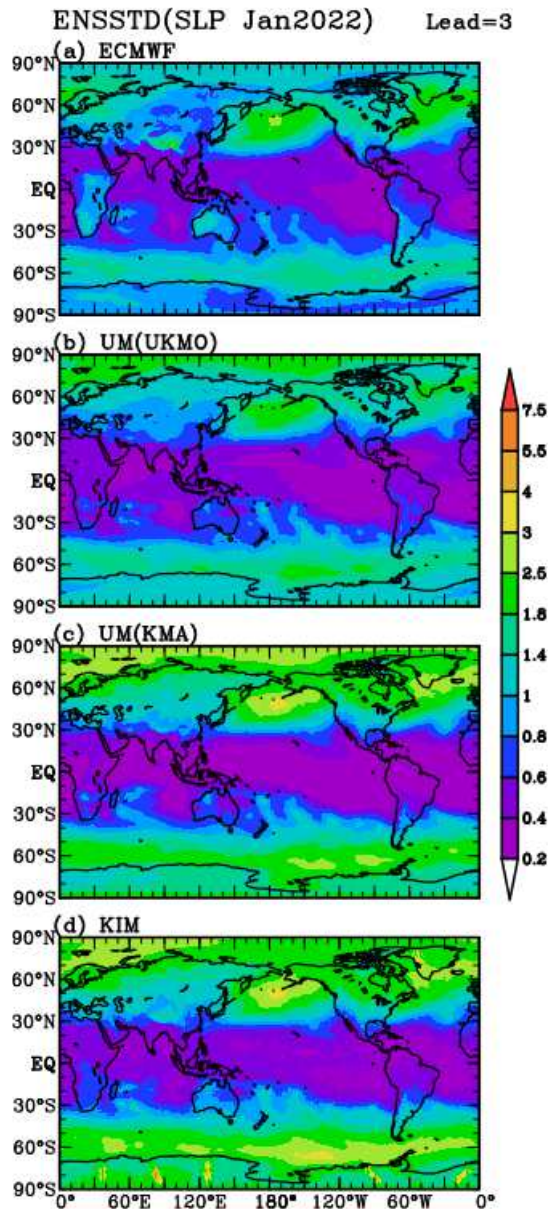 ENSSTD(SLP Jan2022 Lead=3
(a) ECMWF
90°N
60°N
30°N
EQ
30°S
60°S
90°S
(b) UM(UKMO)
90°N
60°N
30°N
EQ
30°S
60°S
90°S
(c) UM(KMA)
90°N
60°N
30°N
EQ
30°S
60°S
90°S
(d) KIM
90°N
60°N
30°N
EQ
30°S
60°S
90°S
0° 60°E 120°E 180° 120°W 60°W 0°
7.5
5.5
4
2.5
1.8
1.4
1
0.8
0.6
0.4
0.2